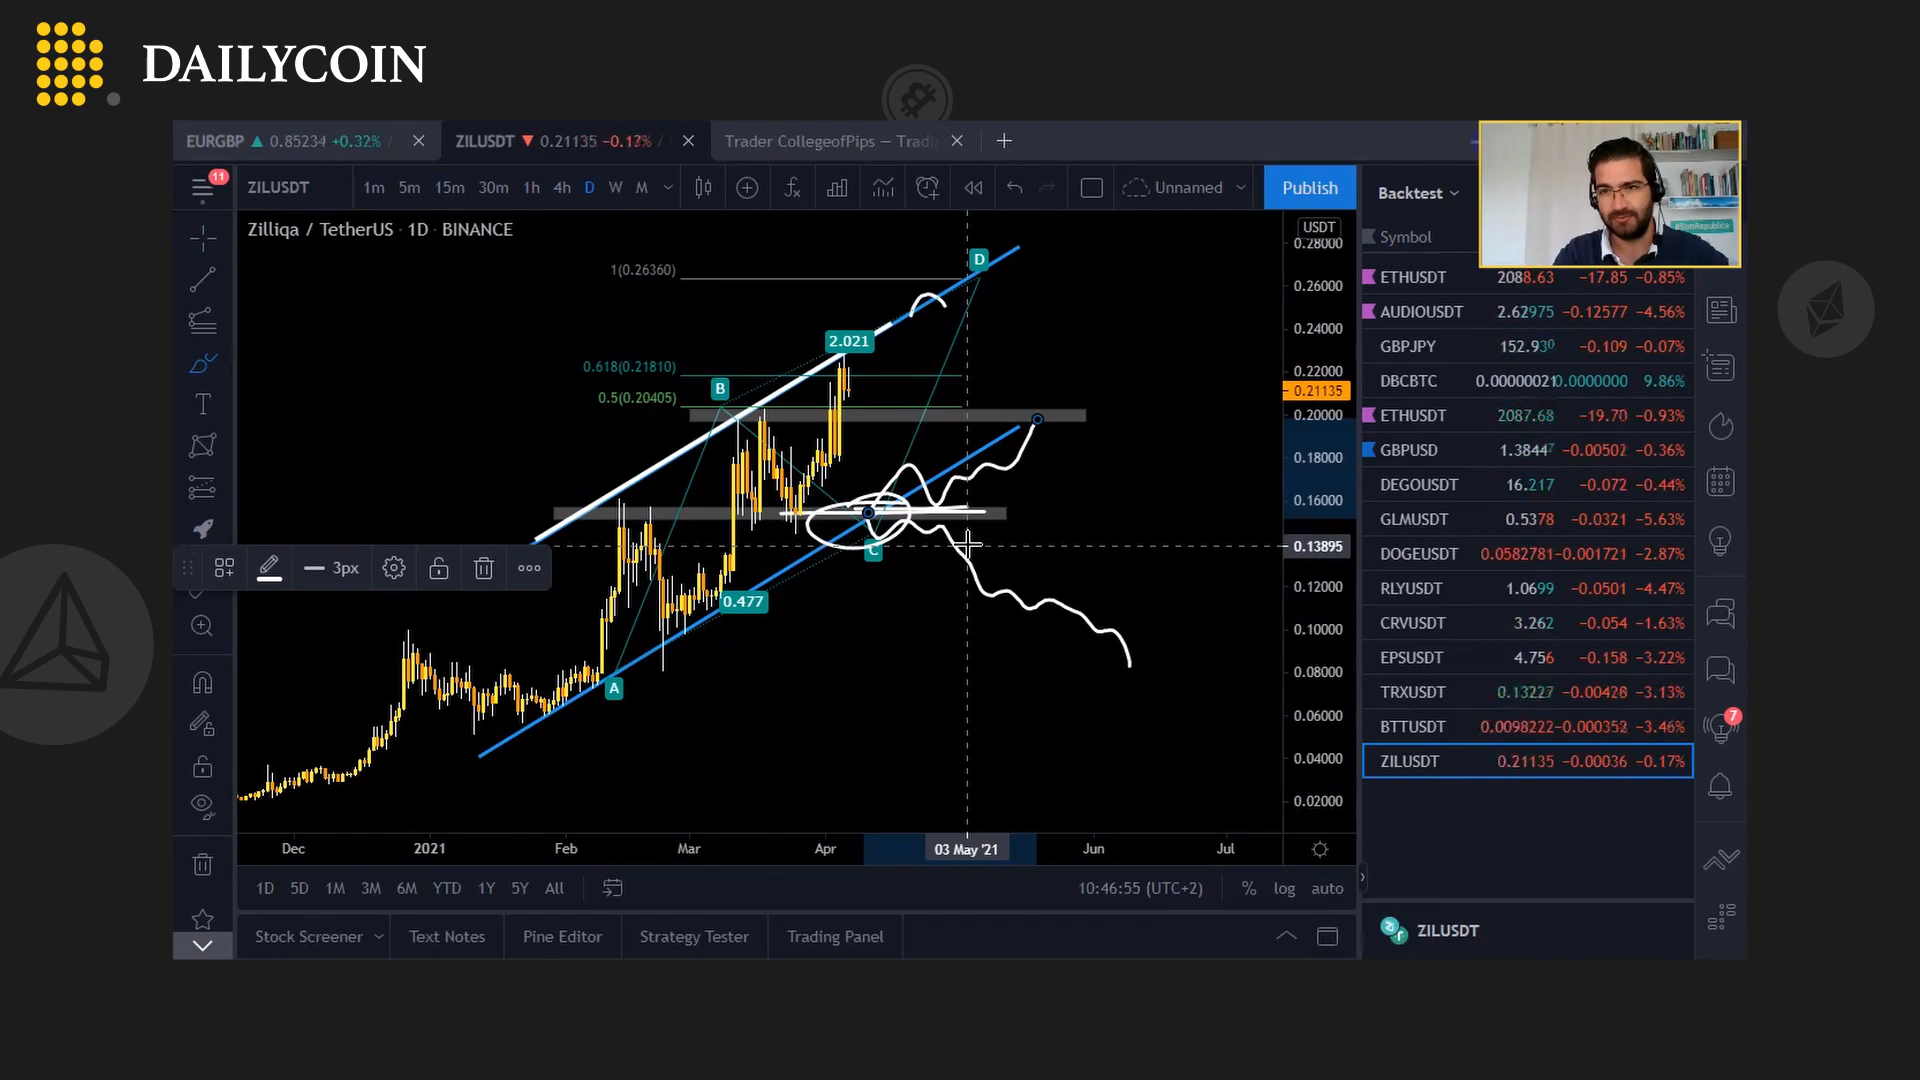 DAILYCOIN
EURGBP ▲ 0.85234 +0.32% /
ZILUSDT ▼ 0.21135 /
Trader CollegeofPips —
11
ZILUSDT 1m 5m 15m 30m 1h 4h D W M
Unnamed
Publish
Backtest
Symbol
#SomRepública
Zilliqa / TetherUS · 1D · BINANCE
USDT
0.28000
0.26000
0.24000
0.22000
0.21135
0.20000
0.18000
0.16000
0.13895
0.12000
0.10000
0.08000
0.06000
0.04000
0.02000
1(0.26360)
D
2.021
0.618(0.21810)
B
0.5(0.20405)
C
0.477
A
3px
Dec 2021 Feb Mar Apr 03 May '21 Jun Jul
1D 5D 1M 3M 6M YTD 1Y 5Y All
10:46:55 (UTC+2) % log auto
Stock Screener Text Notes Pine Editor Strategy Tester Trading Panel
ETHUSDT 2088.63 −17.85 −0.85%
AUDIOUSDT 2.62975 −0.12577 −4.56%
GBPJPY 152.930 −0.109 −0.07%
DBCBTC 0.00000021 0.0000000 9.86%
ETHUSDT 2087.68 −19.70 −0.93%
GBPUSD 1.38447 −0.00502 −0.36%
DEGOUSDT 16.217 −0.072 −0.44%
GLMUSDT 0.5378 −0.0321 −5.63%
DOGEUSDT 0.0582781 −0.001721 −2.87%
RLYUSDT 1.0699 −0.0501 −4.47%
CRVUSDT 3.262 −0.054 −1.63%
EPSUSDT 4.756 −0.158 −3.22%
TRXUSDT 0.13227 −0.00428 −3.13%
BTTUSDT 0.0098222 −0.000352 −3.46%
ZILUSDT 0.21135 −0.00036 −0.17%
7
ZILUSDT